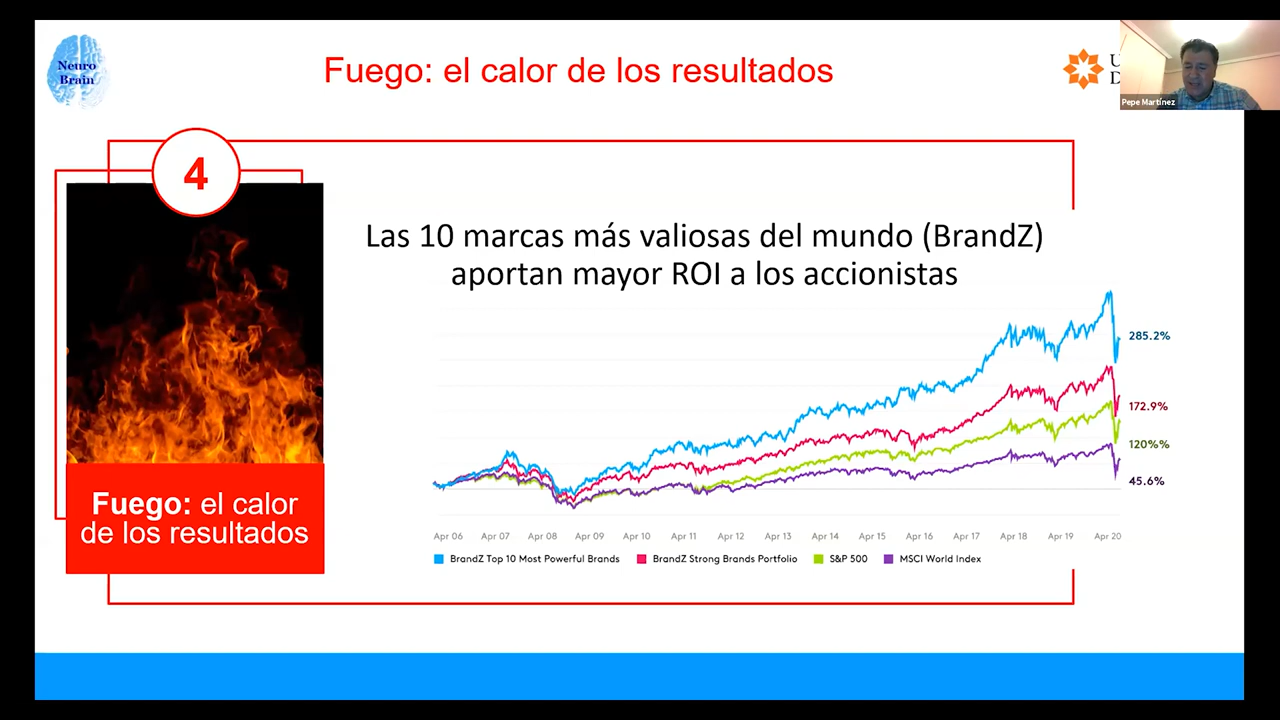 Neuro
Brain
Fuego: el calor de los resultados
U
D
Pepe Martínez
4
Las 10 marcas más valiosas del mundo (BrandZ)
aportan mayor ROI a los accionistas
285.2%
172.9%
120%%
45.6%
Fuego: el calor
de los resultados
Apr 06 Apr 07 Apr 08 Apr 09 Apr 10 Apr 11 Apr 12 Apr 13 Apr 14 Apr 15 Apr 16 Apr 17 Apr 18 Apr 19 Apr 20
BrandZ Top 10 Most Powerful Brands BrandZ Strong Brands Portfolio S&P 500 MSCI World Index